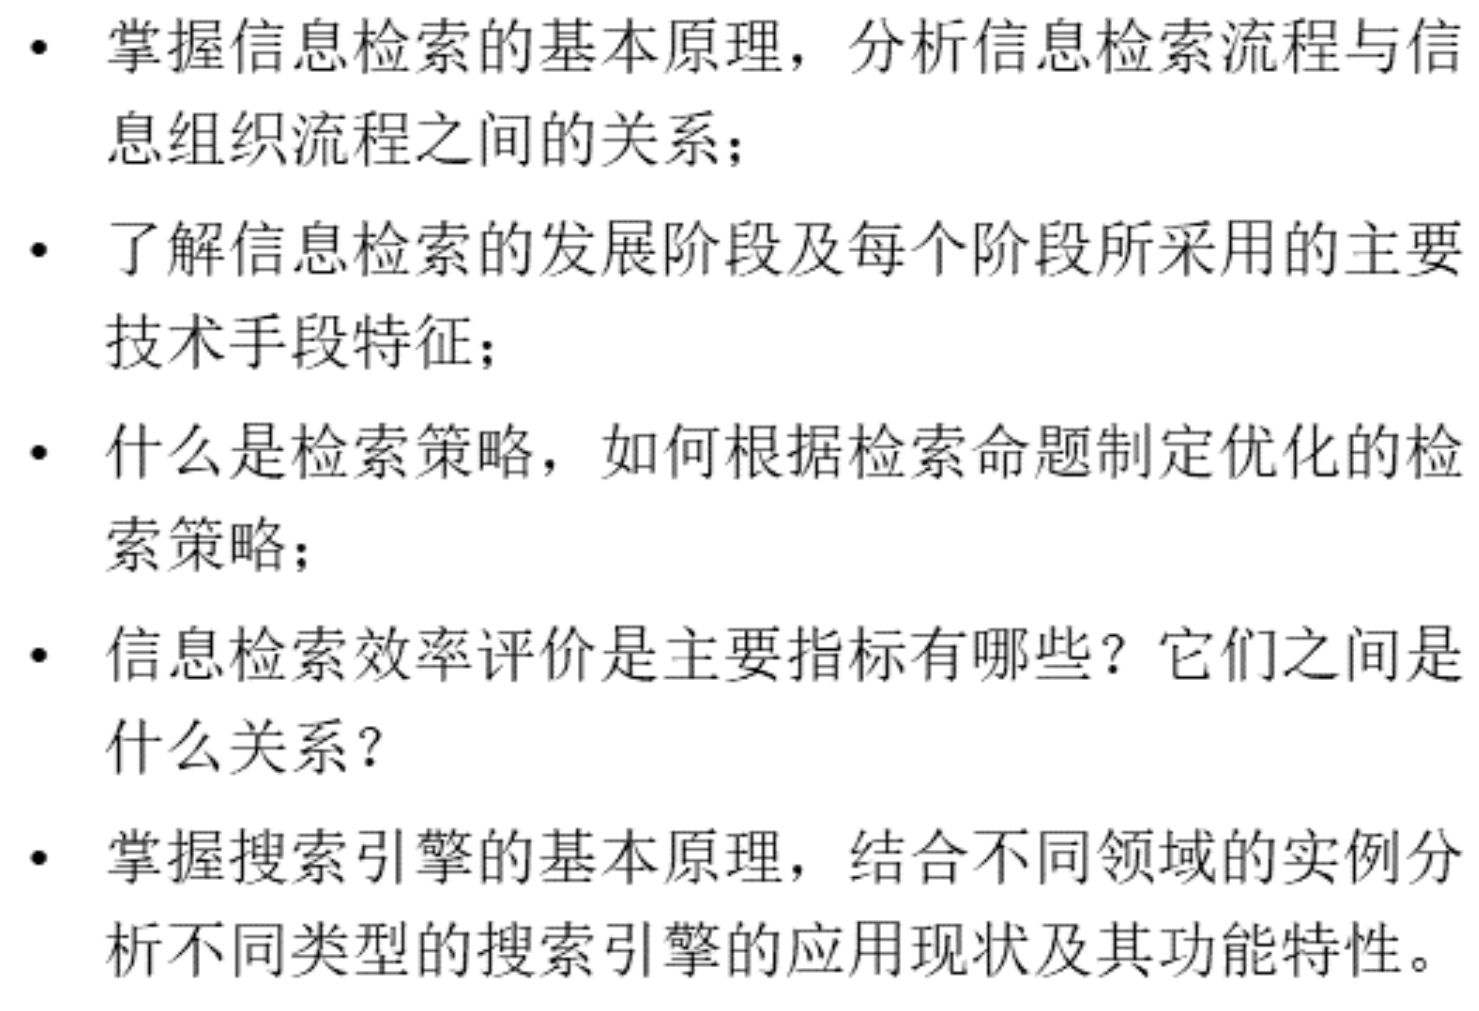 • 掌握信息检索的基本原理，分析信息检索流程与信
息组织流程之间的关系；
• 了解信息检索的发展阶段及每个阶段所采用的主要
技术手段特征；
• 什么是检索策略，如何根据检索命题制定优化的检
索策略；
• 信息检索效率评价是主要指标有哪些？它们之间是
什么关系？
• 掌握搜索引擎的基本原理，结合不同领域的实例分
析不同类型的搜索引擎的应用现状及其功能特性。